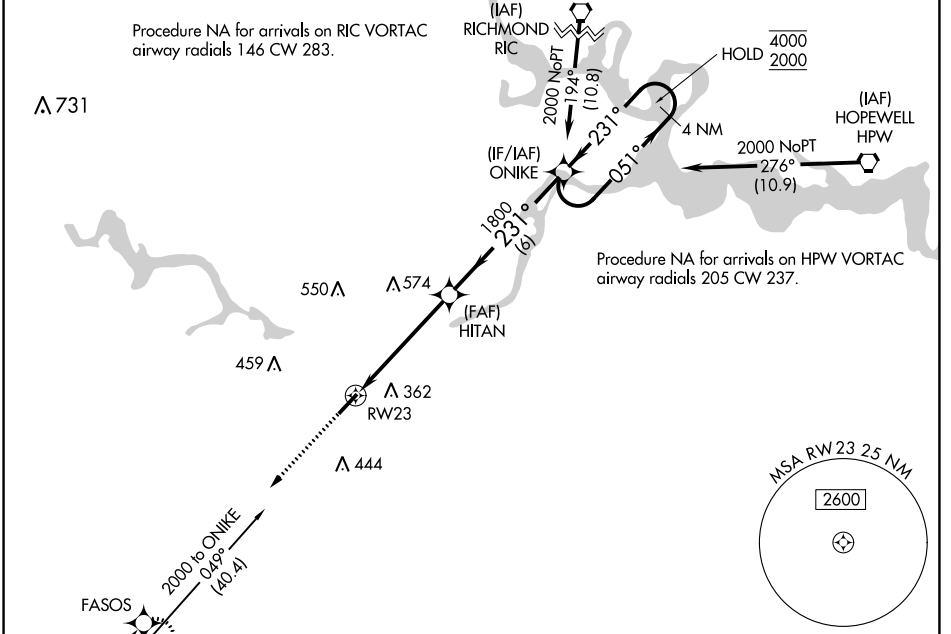 (IAF)
RICHMOND
RIC
Procedure NA for arrivals on RIC VORTAC
airway radials 146 CW 283.
HOLD
4000
2000
2000 NoPT
194°
(10.8)
731
231°
4 NM
(IAF)
HOPEWELL
HPW
2000 NoPT
276°
(10.9)
(IF/IAF)
ONIKE
051°
1800
231°
(6)
Procedure NA for arrivals on HPW VORTAC
airway radials 205 CW 237.
550
574
(FAF)
HITAN
459
362
RW23
444
MSA RW23 25 NM
2600
2000 to ONIKE
049°
(40.4)
FASOS